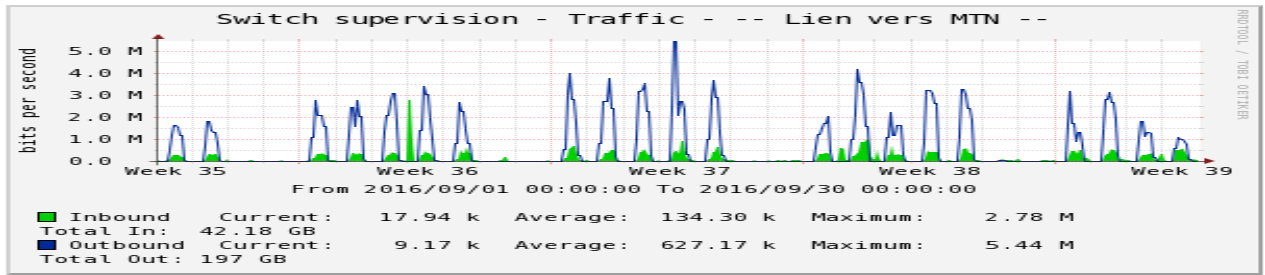 Switch supervision - Traffic - -- Lien vers MTN --
RRDTOOL / TOBI OETIKER
bits per second
5.0 M
4.0 M
3.0 M
2.0 M
1.0 M
0.0
Week 35 Week 36 Week 37 Week 38 Week 39
From 2016/09/01 00:00:00 To 2016/09/30 00:00:00
Inbound Current: 17.94 k Average: 134.30 k Maximum: 2.78 M
Total In: 42.18 GB
Outbound Current: 9.17 k Average: 627.17 k Maximum: 5.44 M
Total Out: 197 GB